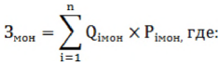 Змон = ∑ⁿᵢ₌₁ Qiмон × Piмон, где: